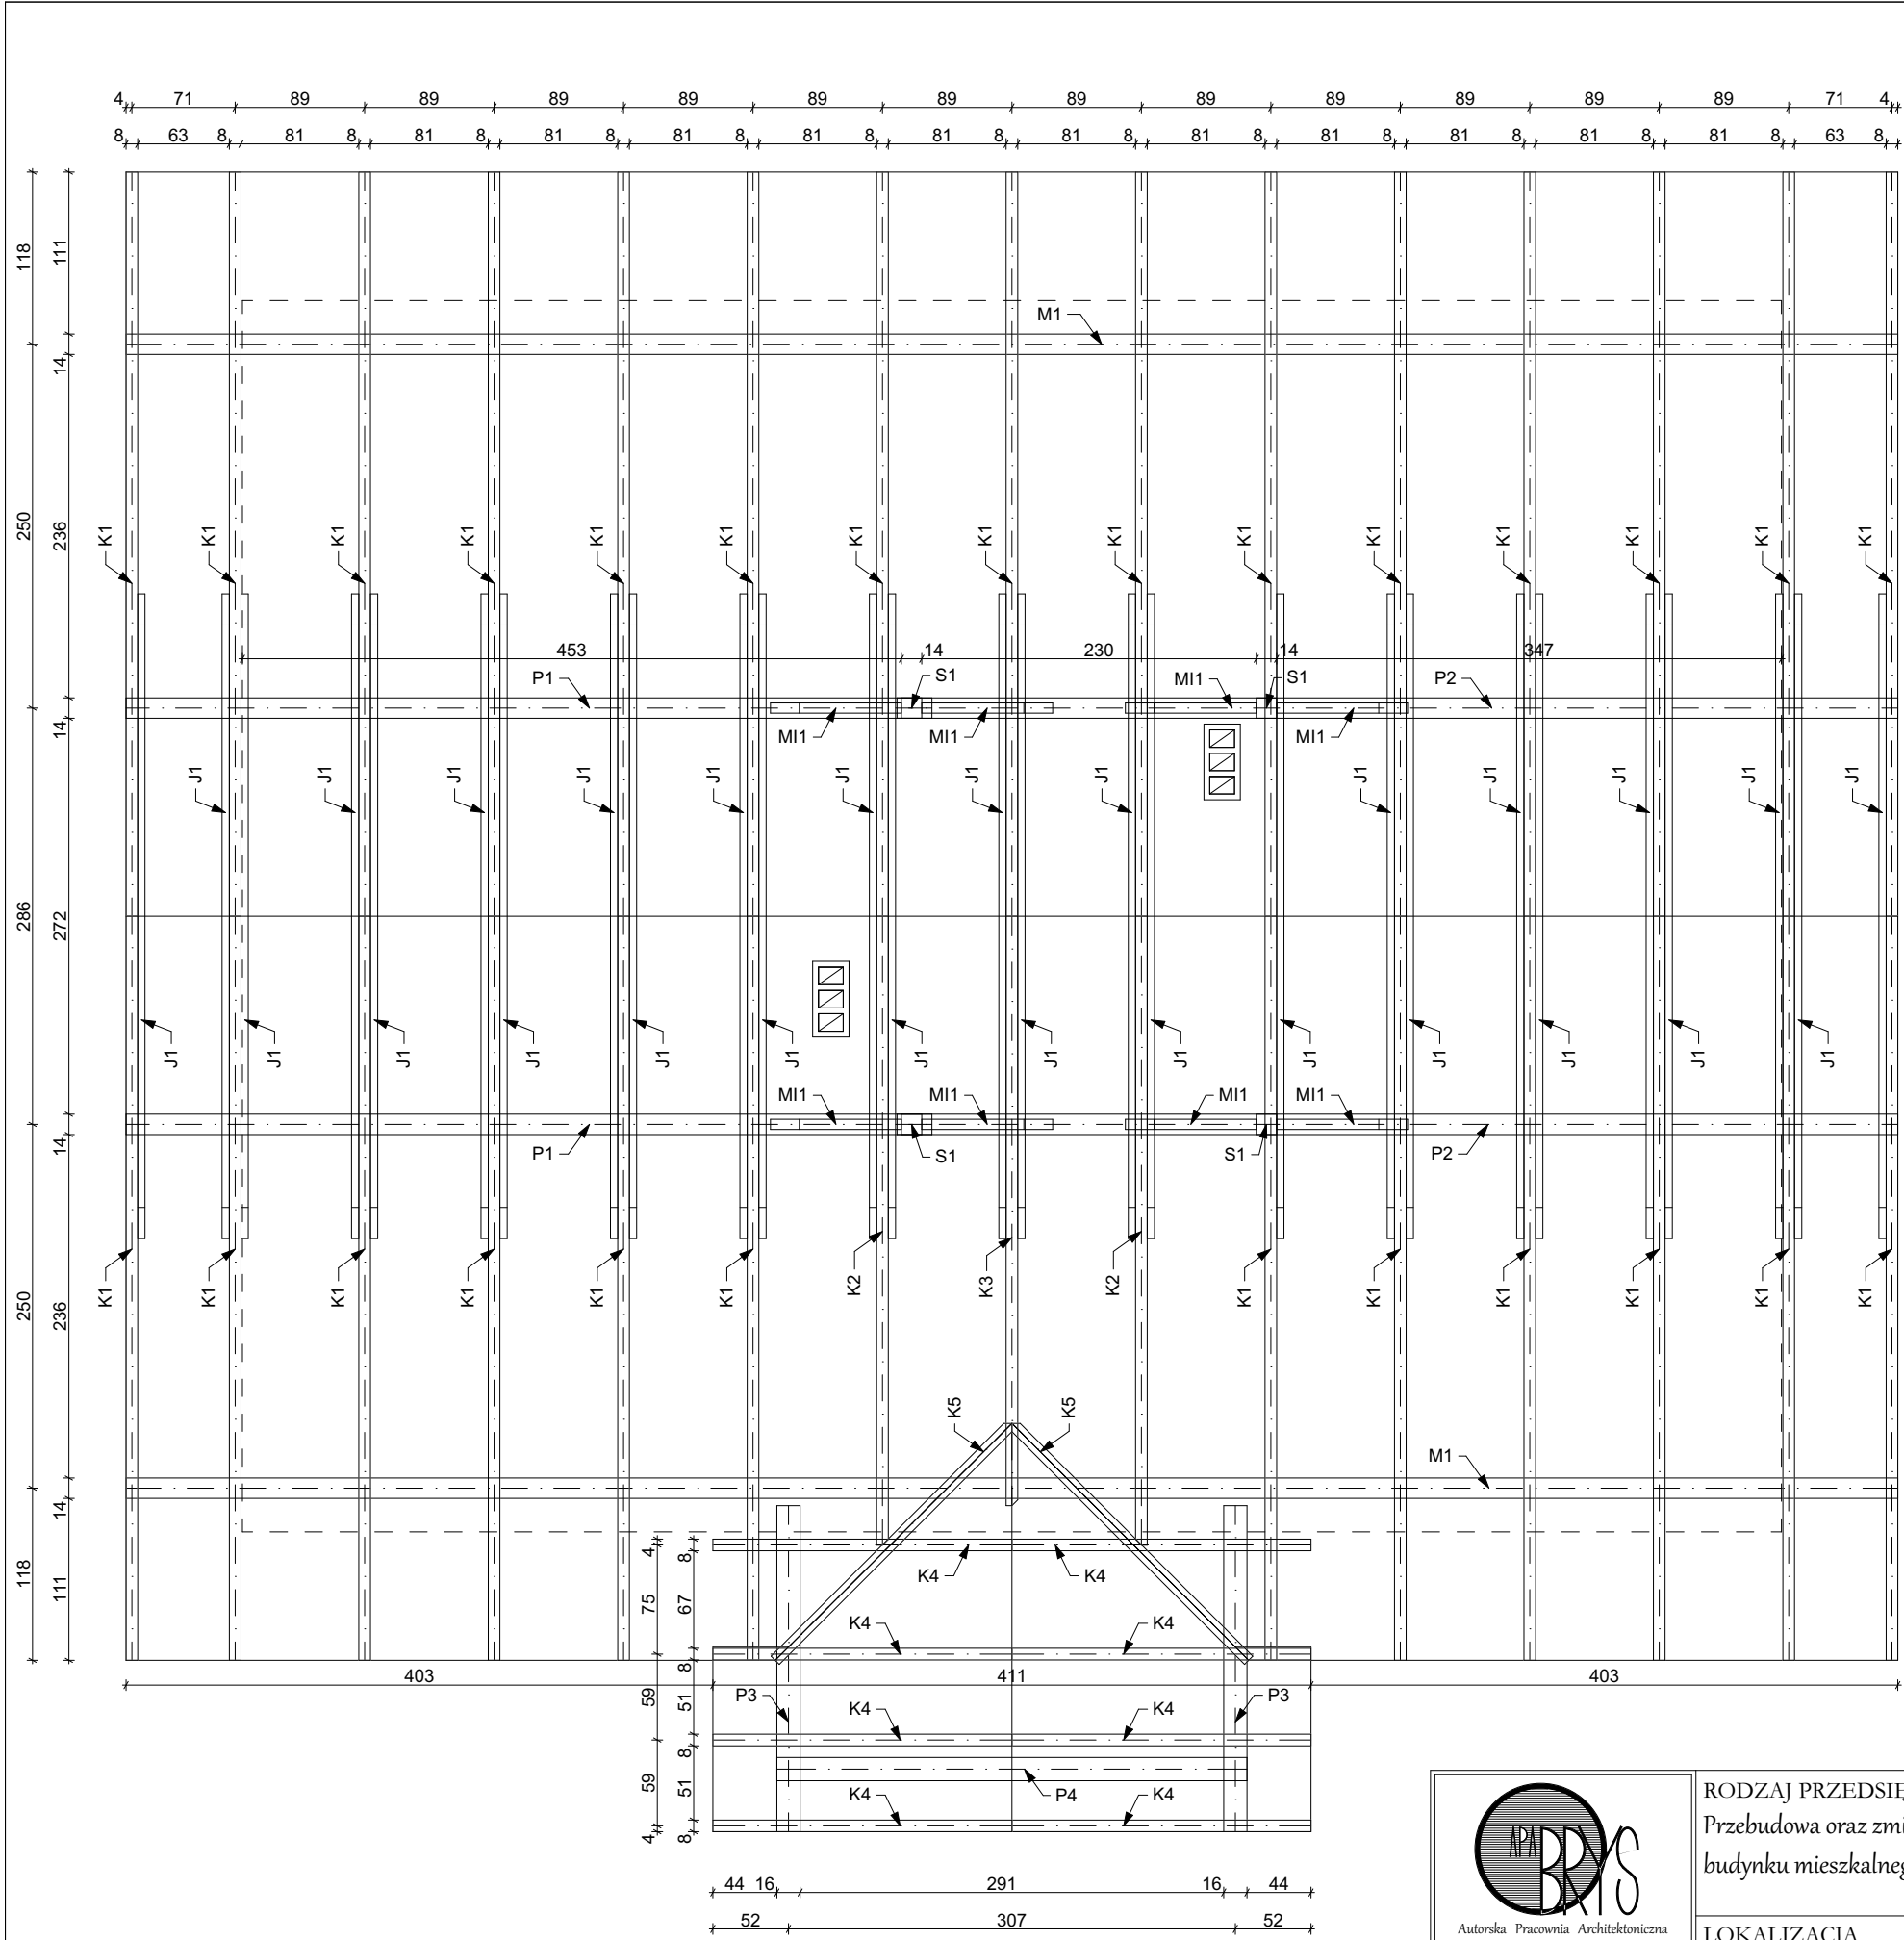 4 71 89 89 89 89 89 89 89 89 89 89 89 89 71 4
8 63 8 81 8 81 8 81 8 81 8 81 8 81 8 81 8 81 8 81 8 81 8 81 8 81 8 63 8
118 111
M1
14
250 236
K1 K1 K1 K1 K1 K1 K1 K1 K1 K1 K1 K1 K1 K1 K1
453 14 230 14 347
P1 S1 MI1 S1 P2
14
MI1 MI1 MI1
J1 J1 J1 J1 J1 J1 J1 J1 J1 J1 J1 J1 J1
286 272
J1 J1 J1 J1 J1 J1 J1 J1 J1 J1 J1 J1 J1 J1
MI1 MI1 MI1 MI1
14
P1 S1 S1 P2
K1 K1 K1 K1 K1 K1 K2 K3 K2 K1 K1 K1 K1 K1 K1
250 236
K5 K5
M1
14
118 111
4 8
K4 K4
75 67
K4 K4
8
403 411 403
59 51
P3 P3
K4 K4
8
59 51
K4 P4 K4
4 8
44 16 291 16 44
52 307 52
APA BRYS
Autorska Pracownia Architektoniczna
RODZAJ
Przebudowa oraz
budynku
LOKALIZACJA